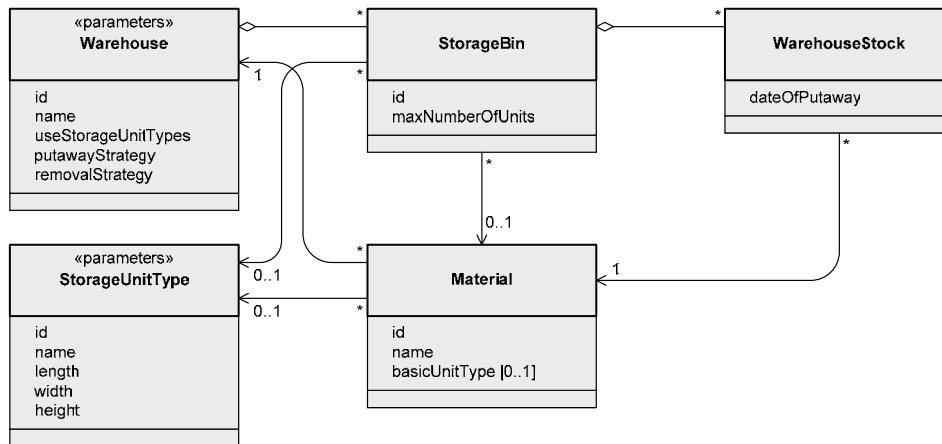 «parameters»
Warehouse
id
name
useStorageUnitTypes
putawayStrategy
removalStrategy
*
StorageBin
id
maxNumberOfUnits
*
WarehouseStock
dateOfPutaway
1
*
*
*
0..1
0..1
*
1
«parameters»
StorageUnitType
id
name
length
width
height
0..1
*
Material
id
name
basicUnitType [0..1]